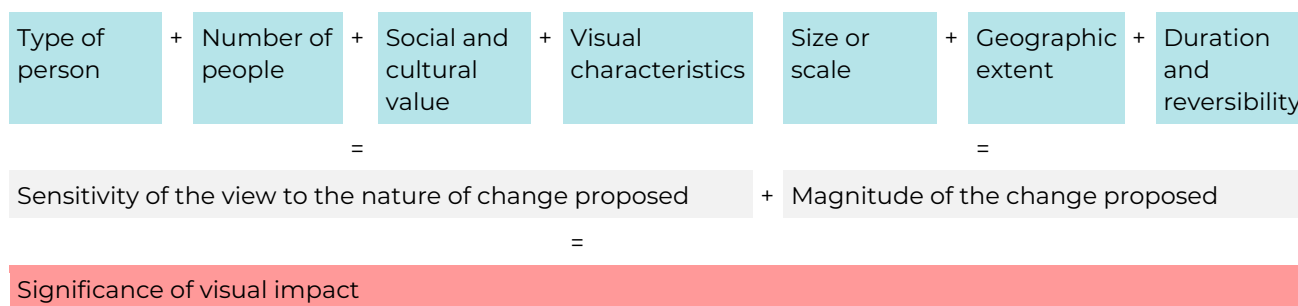 Type of person + Number of people + Social and cultural value + Visual characteristics Size or scale + Geographic extent + Duration and reversibility
= =
Sensitivity of the view to the nature of change proposed + Magnitude of the change proposed
=
Significance of visual impact